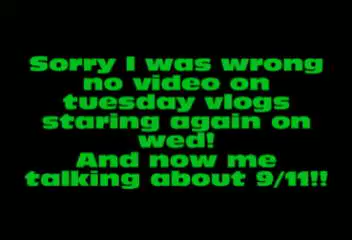 Sorry I was wrong
no video on
tuesday vlogs
staring again on
wed!
And now me
talking about 9/11!!